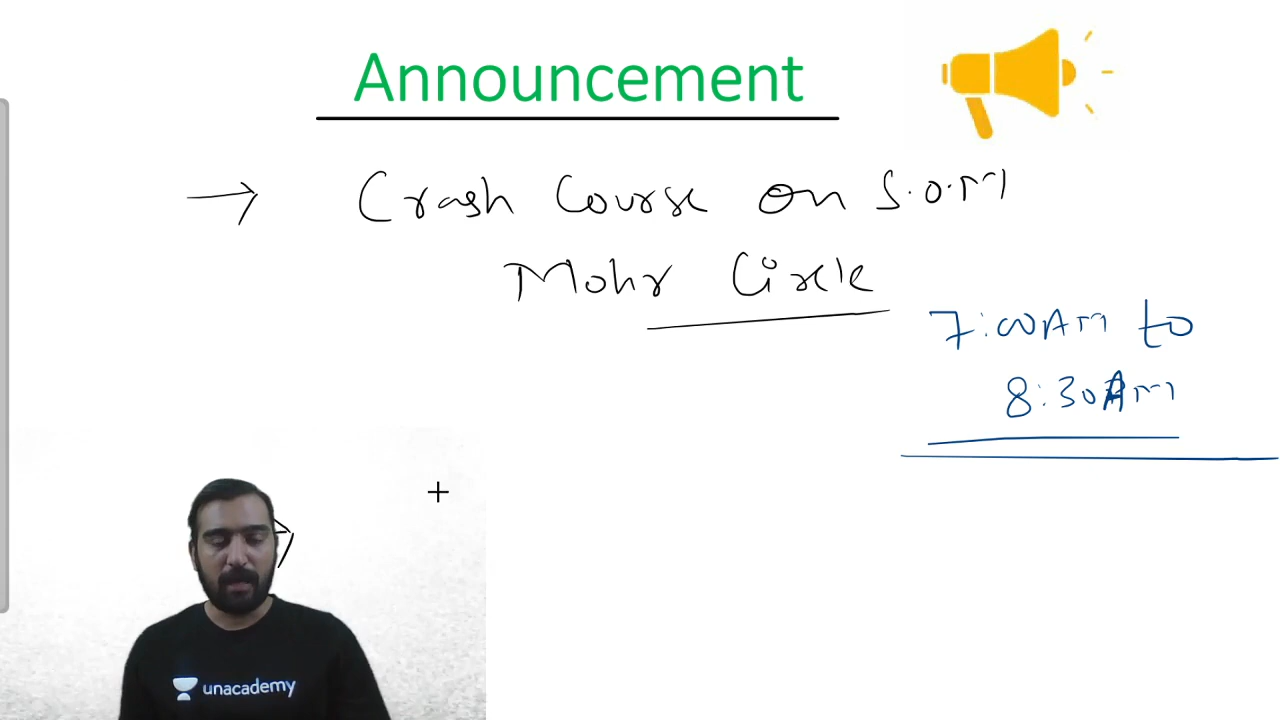 Announcement
→ Crash Course on S.O.M
Mohr Circle
7:00AM to
8:30AM
unacademy